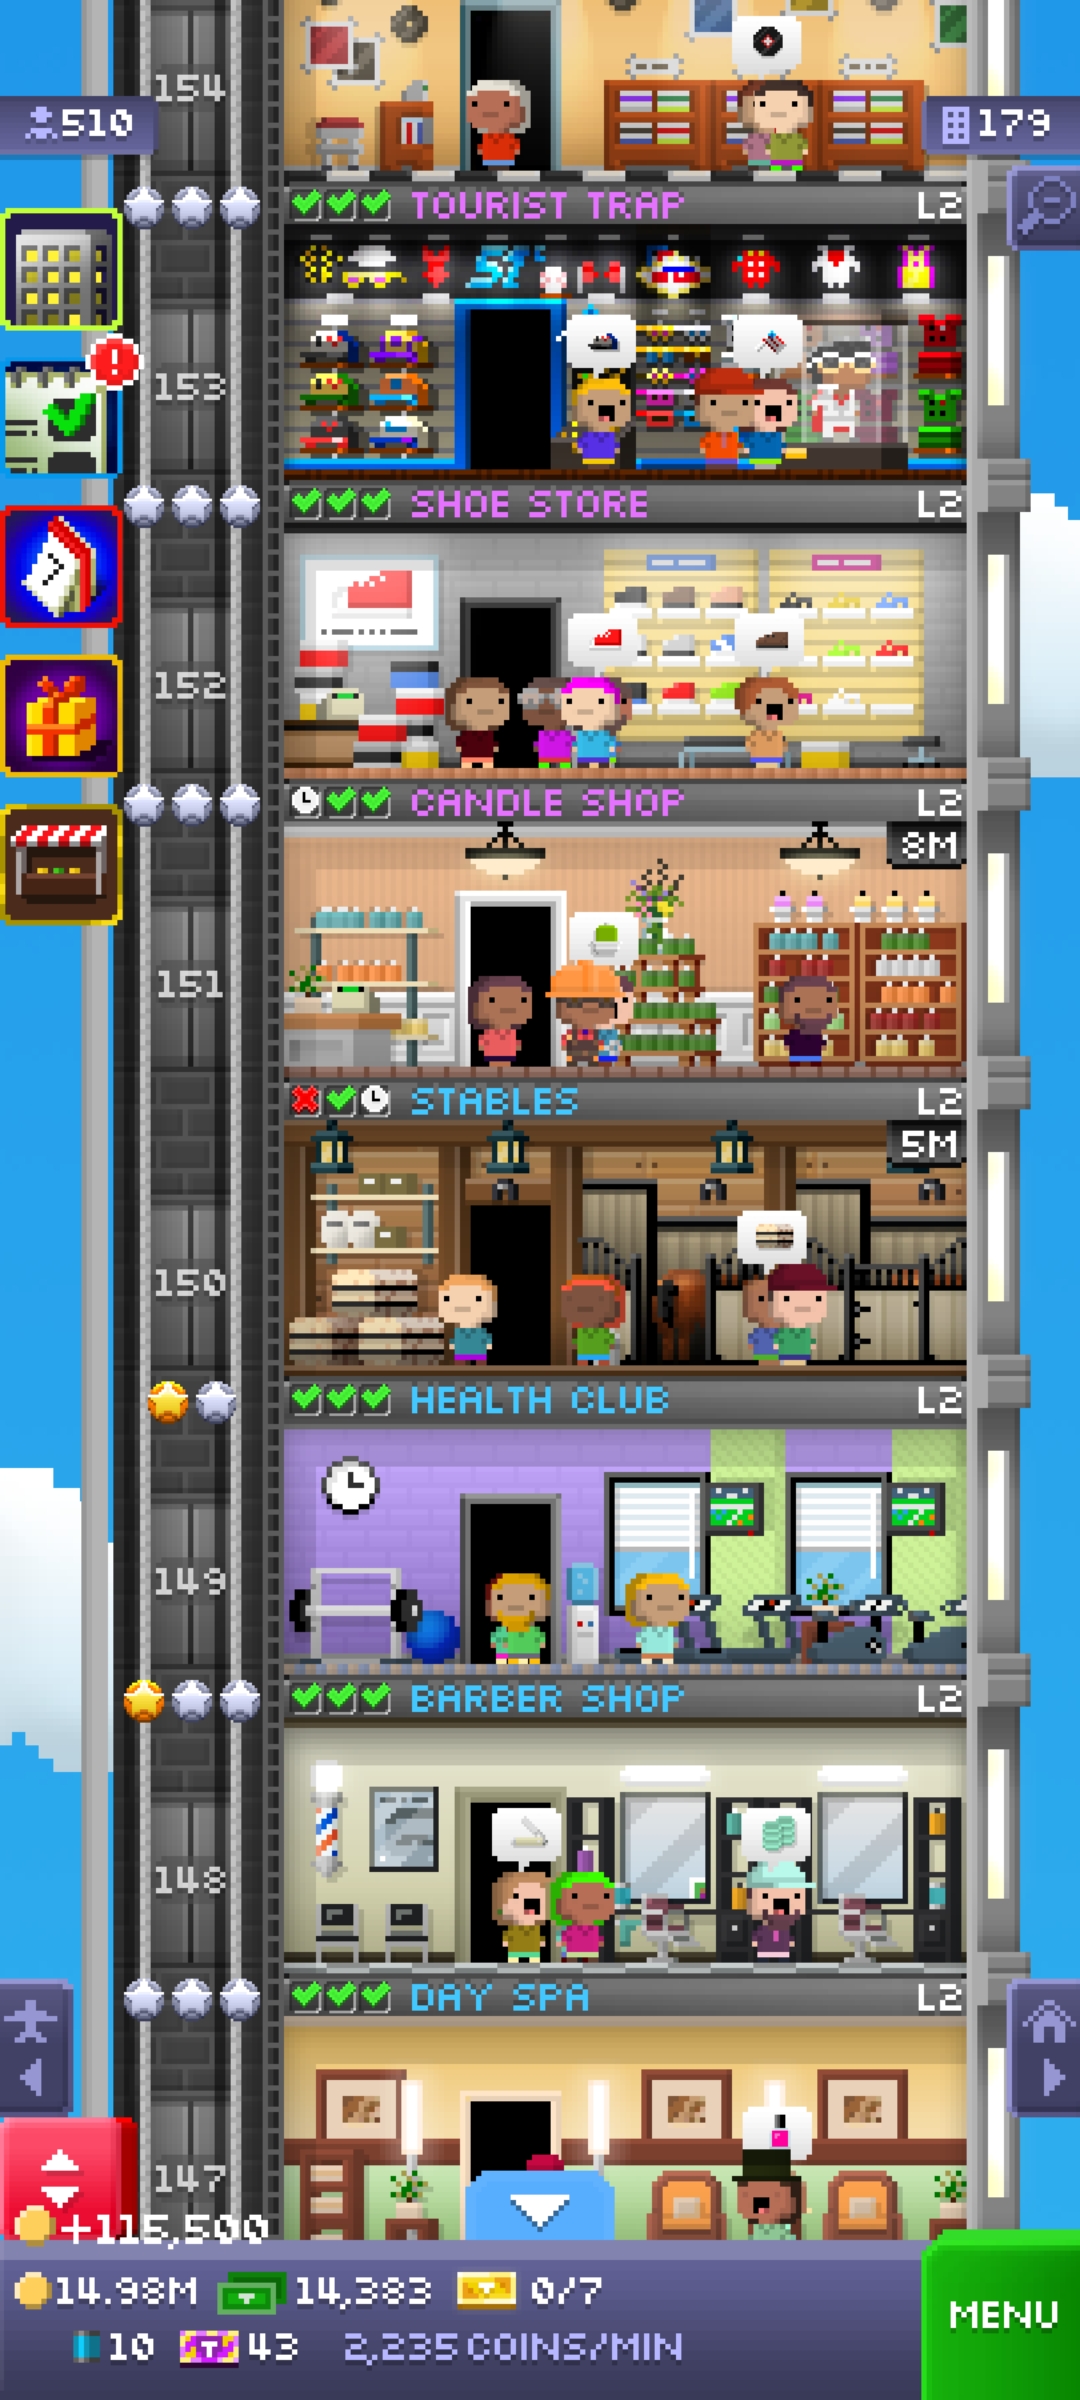 154
510
179
TOURIST TRAP L2
153
SHOE STORE L2
152
CANDLE SHOP L2
8M
151
STABLES L2
5M
150
HEALTH CLUB L2
149
BARBER SHOP L2
148
DAY SPA L2
147
+115,500
14.98M 14,383 0/7
MENU
10 43 2,235 COINS/MIN